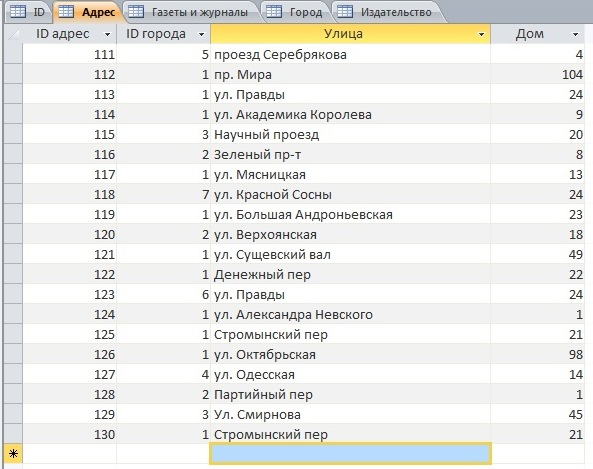 ID Адрес Газеты и журналы Город Издательство
ID адрес ID города Улица Дом
111 5 проезд Серебрякова 4
112 1 пр. Мира 104
113 1 ул. Правды 24
114 1 ул. Академика Королева 9
115 3 Научный проезд 20
116 2 Зеленый пр-т 8
117 1 ул. Мясницкая 13
118 7 ул. Красной Сосны 24
119 1 ул. Большая Андроньевская 23
120 2 ул. Верхоянская 18
121 1 ул. Сущевский вал 49
122 1 Денежный пер 22
123 6 ул. Правды 24
124 1 ул. Александра Невского 1
125 1 Стромынский пер 21
126 1 ул. Октябрьская 98
127 4 ул. Одесская 14
128 2 Партийный пер 1
129 3 Ул. Смирнова 45
130 1 Стромынский пер 21